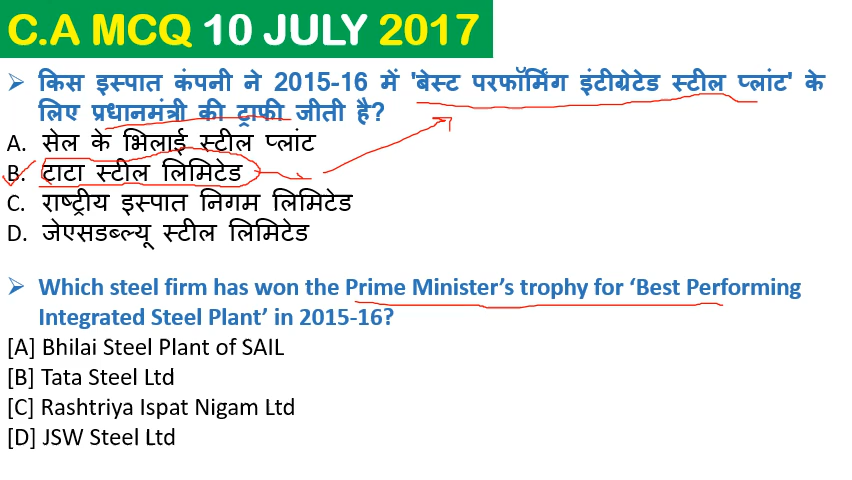 C.A MCQ 10 JULY 2017
➢ किस इस्पात कंपनी ने 2015-16 में 'बेस्ट परफॉर्मिंग इंटीग्रेटेड स्टील प्लांट' के
लिए प्रधानमंत्री की ट्राफी जीती है?
A. सेल के भिलाई स्टील प्लांट
B. टाटा स्टील लिमिटेड
C. राष्ट्रीय इस्पात निगम लिमिटेड
D. जेएसडब्ल्यू स्टील लिमिटेड
➢ Which steel firm has won the Prime Minister’s trophy for ‘Best Performing
Integrated Steel Plant’ in 2015-16?
[A] Bhilai Steel Plant of SAIL
[B] Tata Steel Ltd
[C] Rashtriya Ispat Nigam Ltd
[D] JSW Steel Ltd